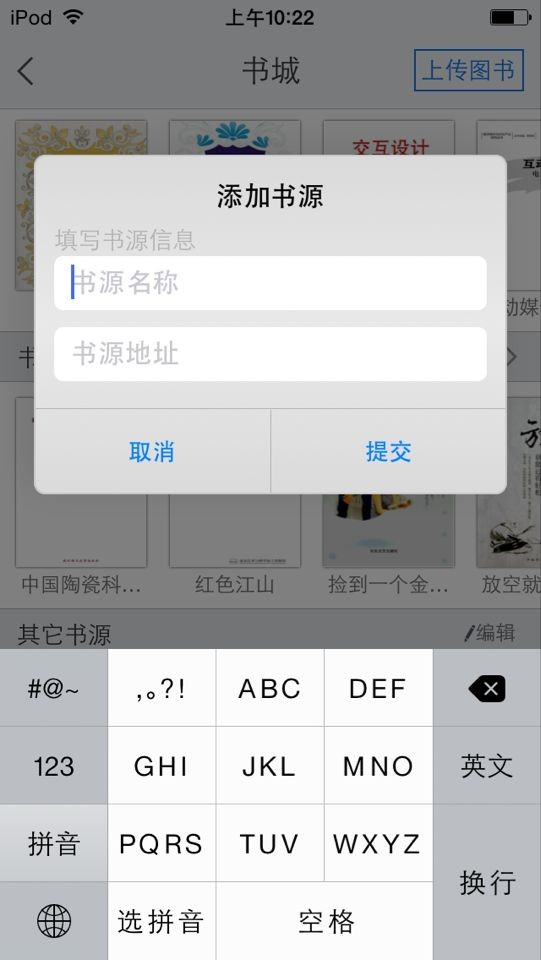 iPod
上午10:22
书城
上传图书
交互设计
添加书源
填写书源信息
书源名称
书源地址
动媒
书
取消
提交
中国陶瓷科...
红色江山
捡到一个金...
放空就
其它书源
编辑
#@~
,。?!
ABC
DEF
123
GHI
JKL
MNO
英文
拼音
PQRS
TUV
WXYZ
换行
选拼音
空格